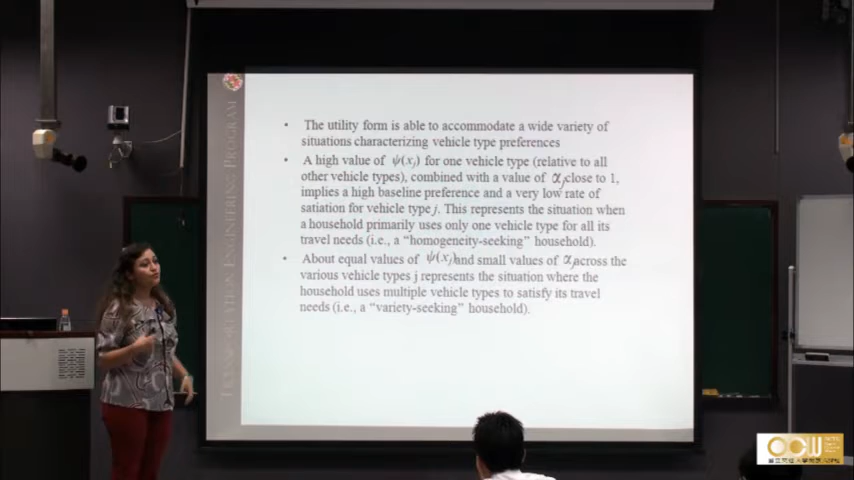 TRANSPORTATION ENGINEERING PROGRAM
• The utility form is able to accommodate a wide variety of
situations characterizing vehicle type preferences
• A high value of ψ(xj) for one vehicle type (relative to all
other vehicle types), combined with a value of αj close to 1,
implies a high baseline preference and a very low rate of
satiation for vehicle type j. This represents the situation when
a household primarily uses only one vehicle type for all its
travel needs (i.e., a “homogeneity-seeking” household).
• About equal values of ψ(xj) and small values of αj across the
various vehicle types j represents the situation where the
household uses multiple vehicle types to satisfy its travel
needs (i.e., a “variety-seeking” household).
OCW